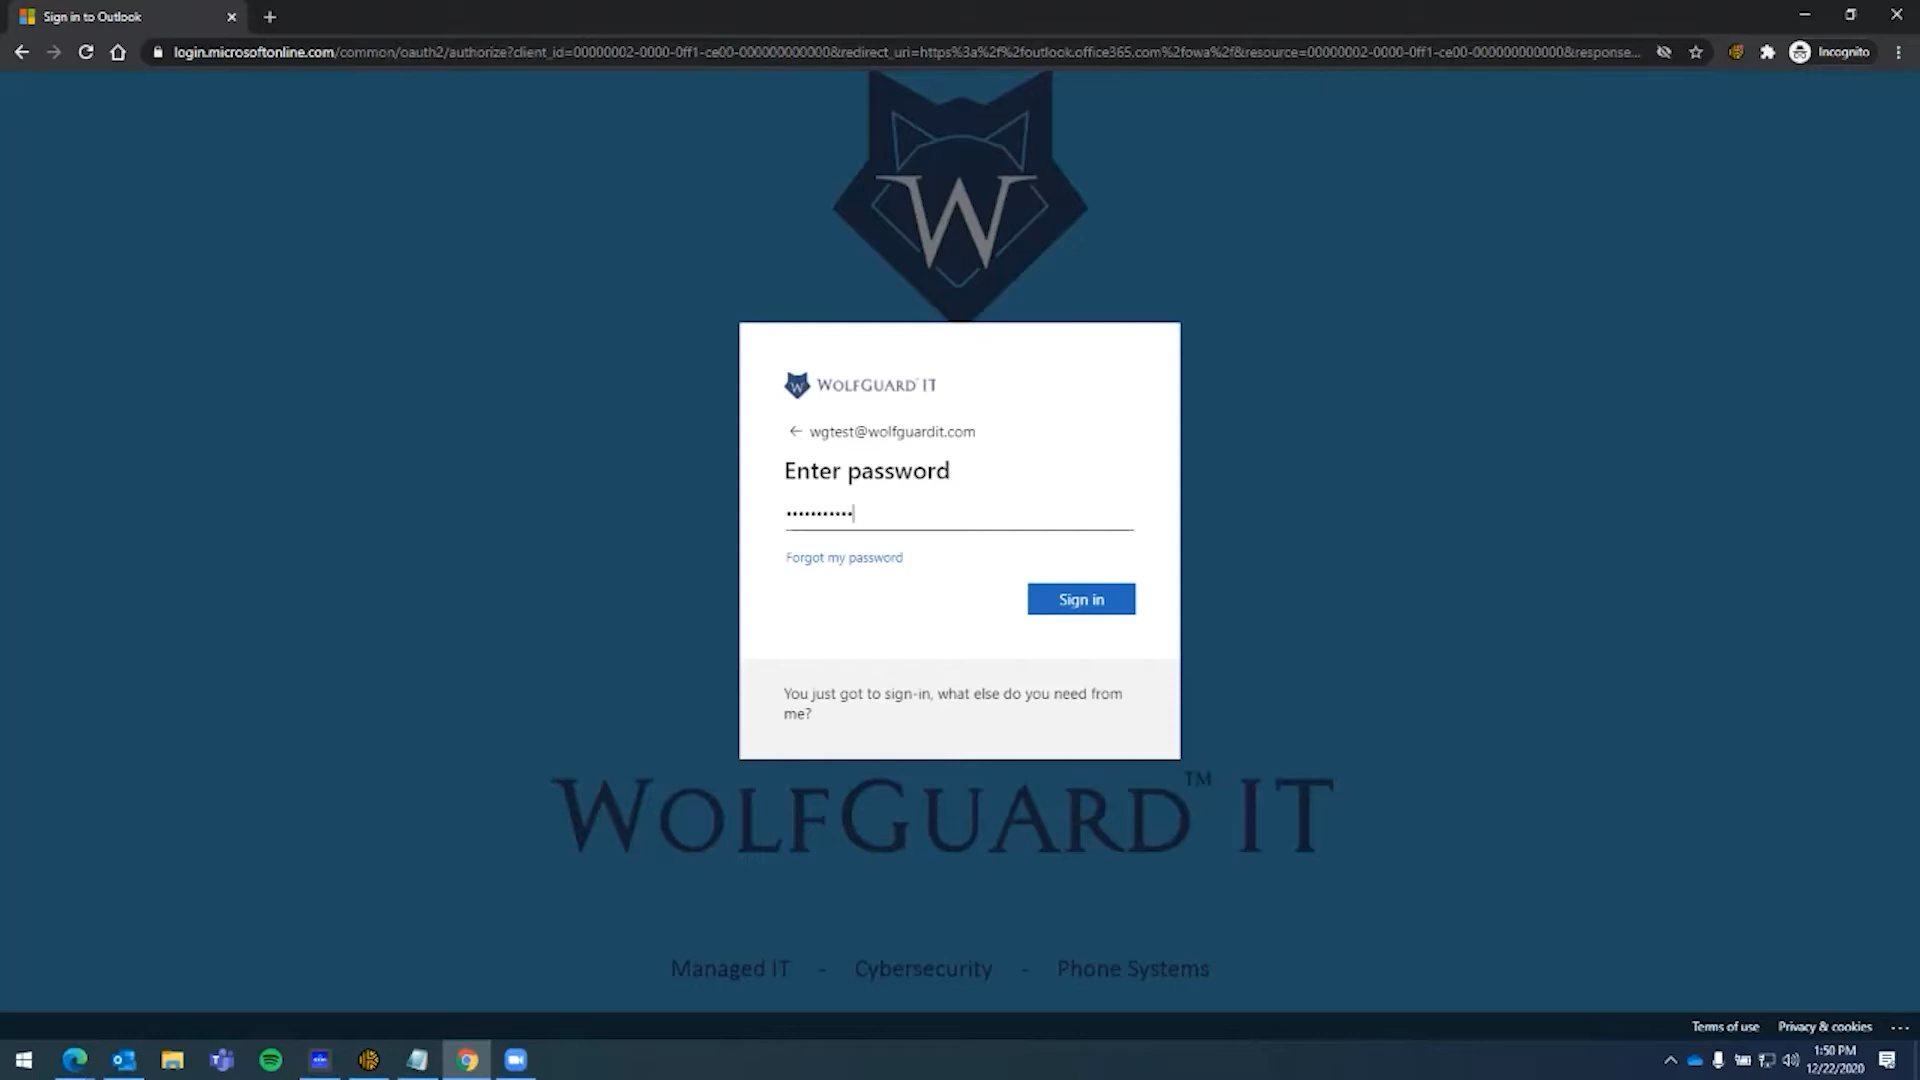 Sign in to Outlook
login.microsoftonline.com/common/oauth2/authorize?client_id=00000002-0000-0ff1-ce00-000000000000&redirect_uri=https%3a%2f%2foutlook.office365.com%2fowa%2f&resource=00000002-0000-0ff1-ce00-000000000000&response...
Incognito
W
W WOLFGUARD™ IT
wgtest@wolfguardit.com
Enter password
•••••••••••
Forgot my password
Sign in
You just got to sign-in, what else do you need from
me?
WOLFGUARD™ IT
Managed IT - Cybersecurity - Phone Systems
Terms of use Privacy & cookies ...
1:50 PM
12/22/2020